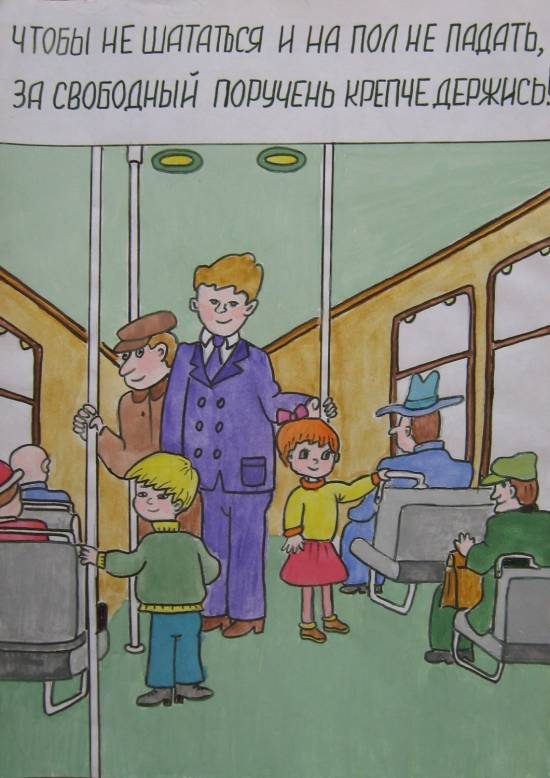 ЧТОБЫ НЕ ШАТАТЬСЯ И НА ПОЛ НЕ ПАДАТЬ,
ЗА СВОБОДНЫЙ ПОРУЧЕНЬ КРЕПЧЕ ДЕРЖИСЬ!